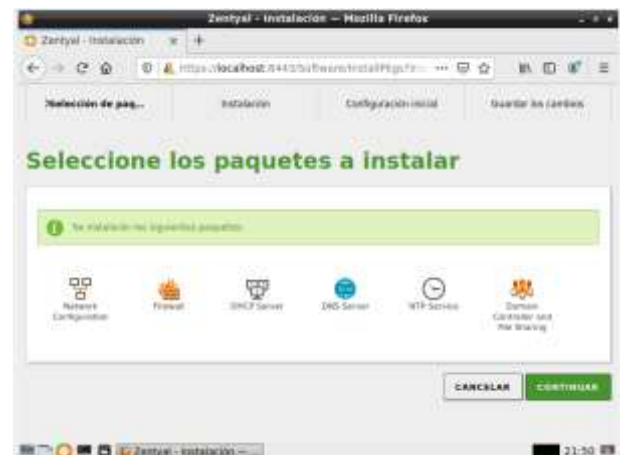 Zentyal - Instalación — Mozilla Firefox
Zentyal - Instalación
https://localhost:8443/Software/InstallPkgs?
Selección de paq...
Instalación
Configuración inicial
Guardar los cambios
Seleccione los paquetes a instalar
Se instalarán los siguientes paquetes:
Network Configuration
Firewall
DHCP Server
DNS Server
NTP Service
Domain Controller and File Sharing
CANCELAR
CONTINUAR
Zentyal - Instalación — ...
21:50